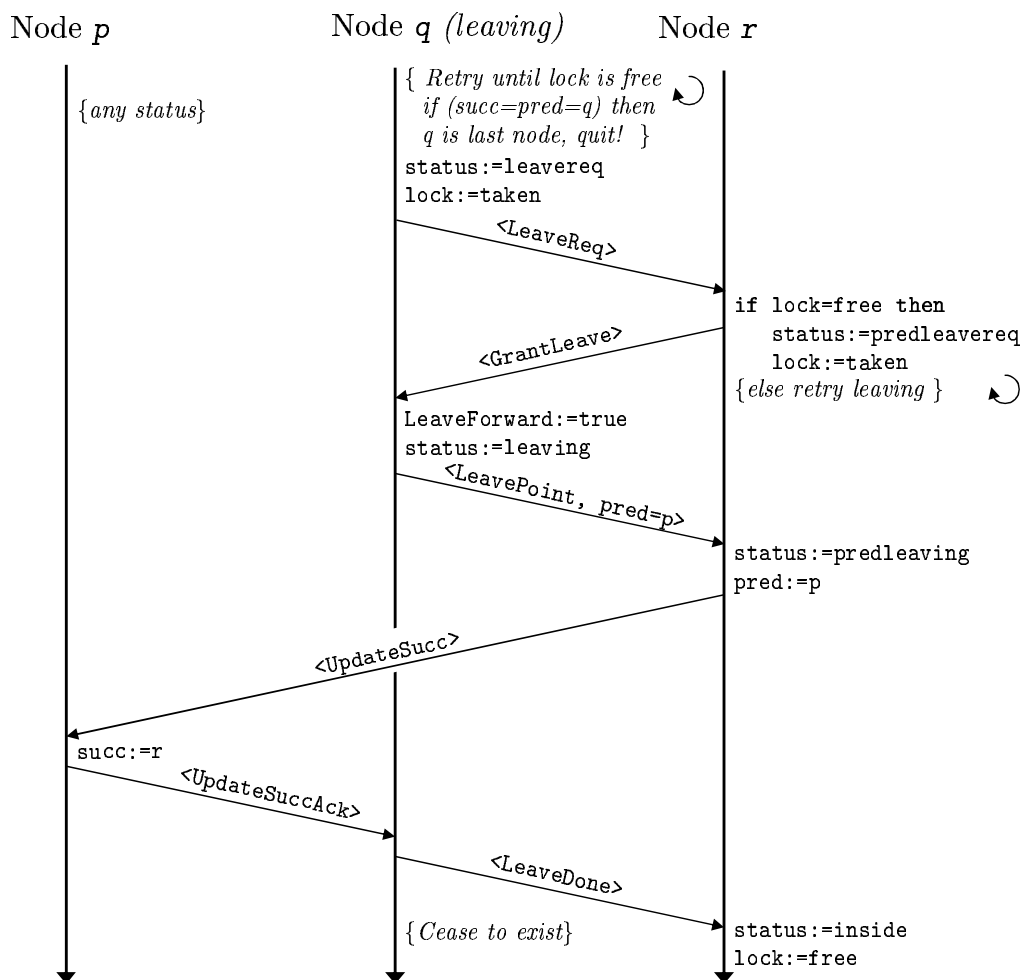 Node p
Node q (leaving)
Node r
{any status}
{ Retry until lock is free
if (succ=pred=q) then
q is last node, quit! }
status:=leavereq
lock:=taken
<LeaveReq>
if lock=free then
status:=predleavereq
lock:=taken
{else retry leaving }
<GrantLeave>
LeaveForward:=true
status:=leaving
<LeavePoint, pred=p>
status:=predleaving
pred:=p
<UpdateSucc>
succ:=r
<UpdateSuccAck>
<LeaveDone>
{Cease to exist}
status:=inside
lock:=free